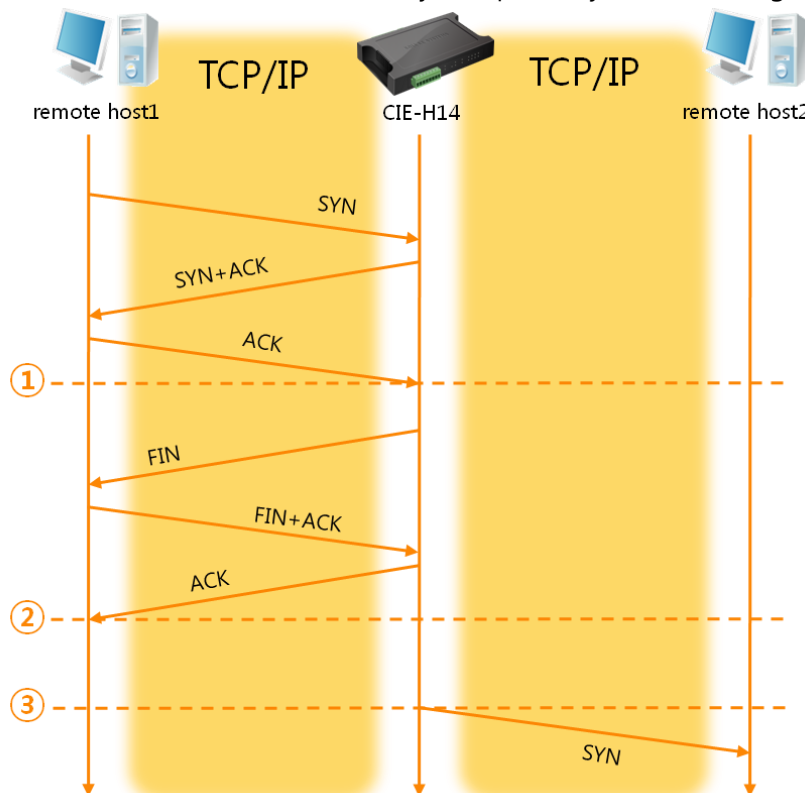 TCP/IP
TCP/IP
remote host1
CIE-H14
remote host2
SYN
SYN+ACK
ACK
①
FIN
FIN+ACK
ACK
②
③
SYN